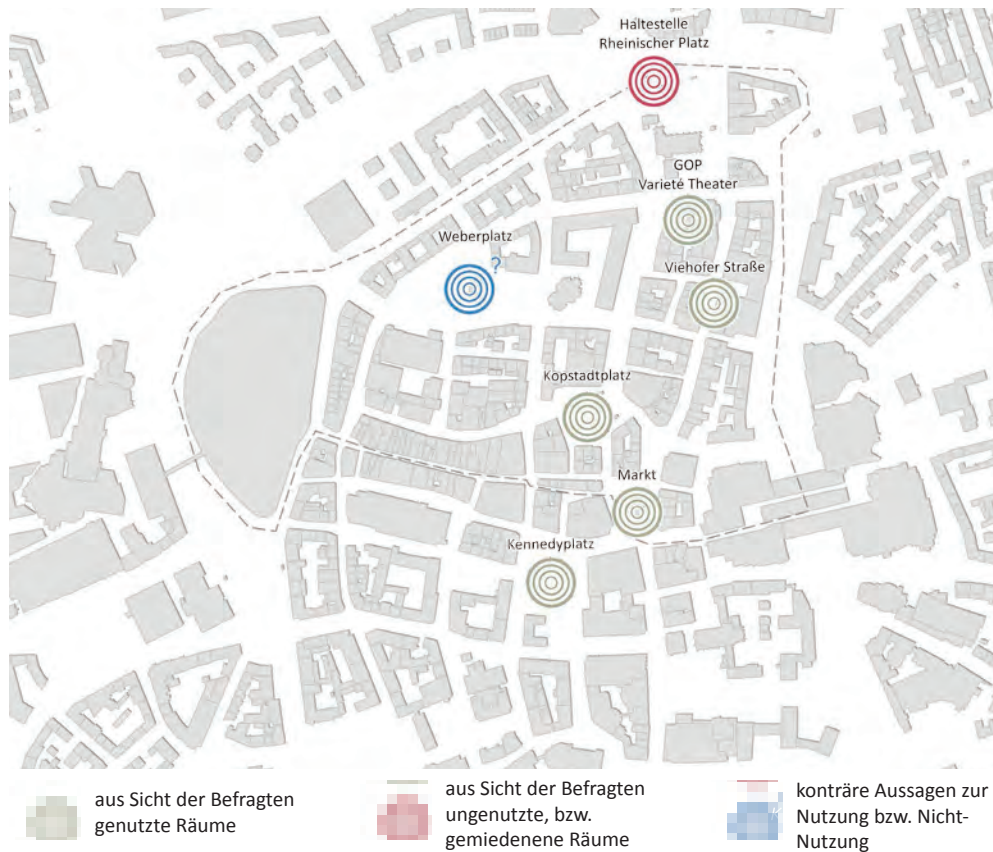 Haltestelle
Rheinischer Platz
GOP
Varieté Theater
Weberplatz
?
Viehofer Straße
Kopstadtplatz
Markt
Kennedyplatz
aus Sicht der Befragten
genutzte Räume
aus Sicht der Befragten
ungenutzte, bzw.
gemiedenene Räume
konträre Aussagen zur
Nutzung bzw. Nicht-
Nutzung